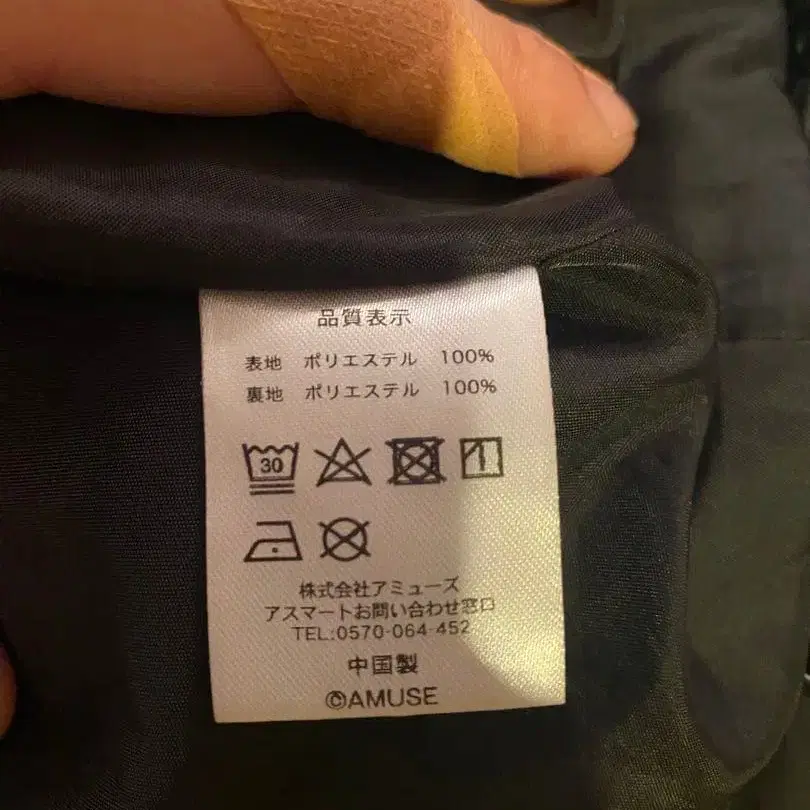 品質表示
表地 ポリエステル 100%
裏地 ポリエステル 100%
30
株式会社アミューズ
アスマートお問い合わせ窓口
TEL:0570-064-452
中国製
©AMUSE